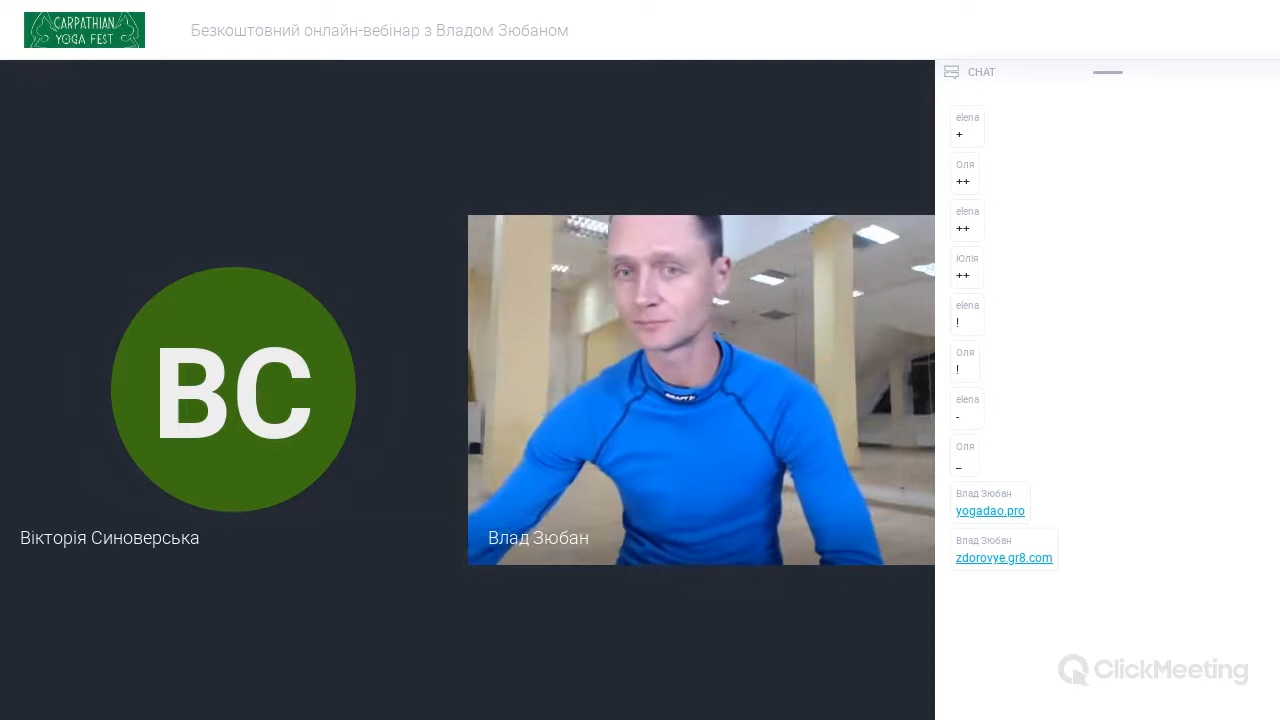 CARPATHIAN
YOGA FEST
Безкоштовний онлайн-вебінар з Владом Зюбаном
CHAT
elena
+
Оля
++
elena
++
Юлія
++
elena
!
Оля
!
elena
-
Оля
_
Влад Зюбан
yogadao.pro
Влад Зюбан
zdorovye.gr8.com
ВС
Вікторія Синоверська
Влад Зюбан
ClickMeeting